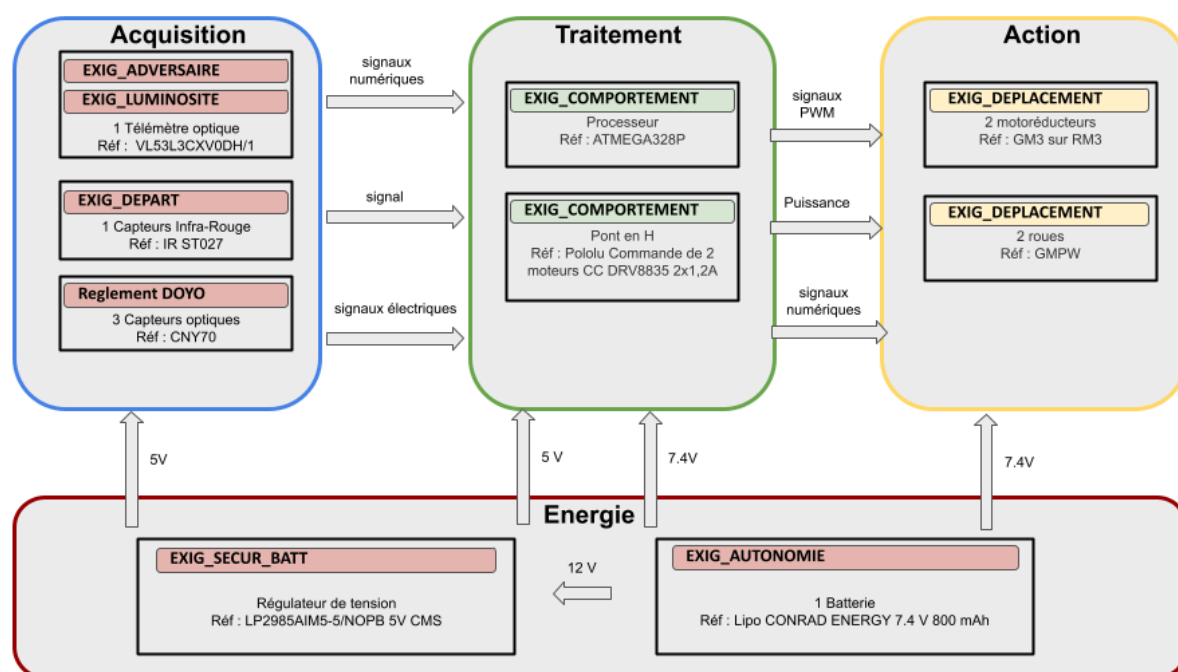 Acquisition
EXIG_ADVERSAIRE
EXIG_LUMINOSITE
1 Télémètre optique
Réf : VL53L3CXV0DH/1
EXIG_DEPART
1 Capteurs Infra-Rouge
Réf : IR ST027
Reglement DOYO
3 Capteurs optiques
Réf : CNY70
signaux
numériques
signal
signaux électriques
Traitement
EXIG_COMPORTEMENT
Processeur
Réf : ATMEGA328P
EXIG_COMPORTEMENT
Pont en H
Réf : Pololu Commande de 2
moteurs CC DRV8835 2x1,2A
signaux
PWM
Puissance
signaux
numériques
Action
EXIG_DEPLACEMENT
2 motoréducteurs
Réf : GM3 sur RM3
EXIG_DEPLACEMENT
2 roues
Réf : GMPW
5V
5 V
7.4V
7.4V
Energie
EXIG_SECUR_BATT
Régulateur de tension
Réf : LP2985AIM5-5/NOPB 5V CMS
12 V
EXIG_AUTONOMIE
1 Batterie
Réf : Lipo CONRAD ENERGY 7.4 V 800 mAh